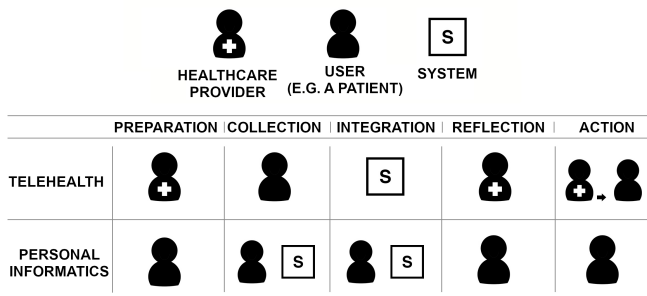 S
HEALTHCARE
PROVIDER
USER
(E.G. A PATIENT)
SYSTEM
PREPARATION COLLECTION INTEGRATION REFLECTION ACTION
TELEHEALTH
S
PERSONAL
INFORMATICS
S S